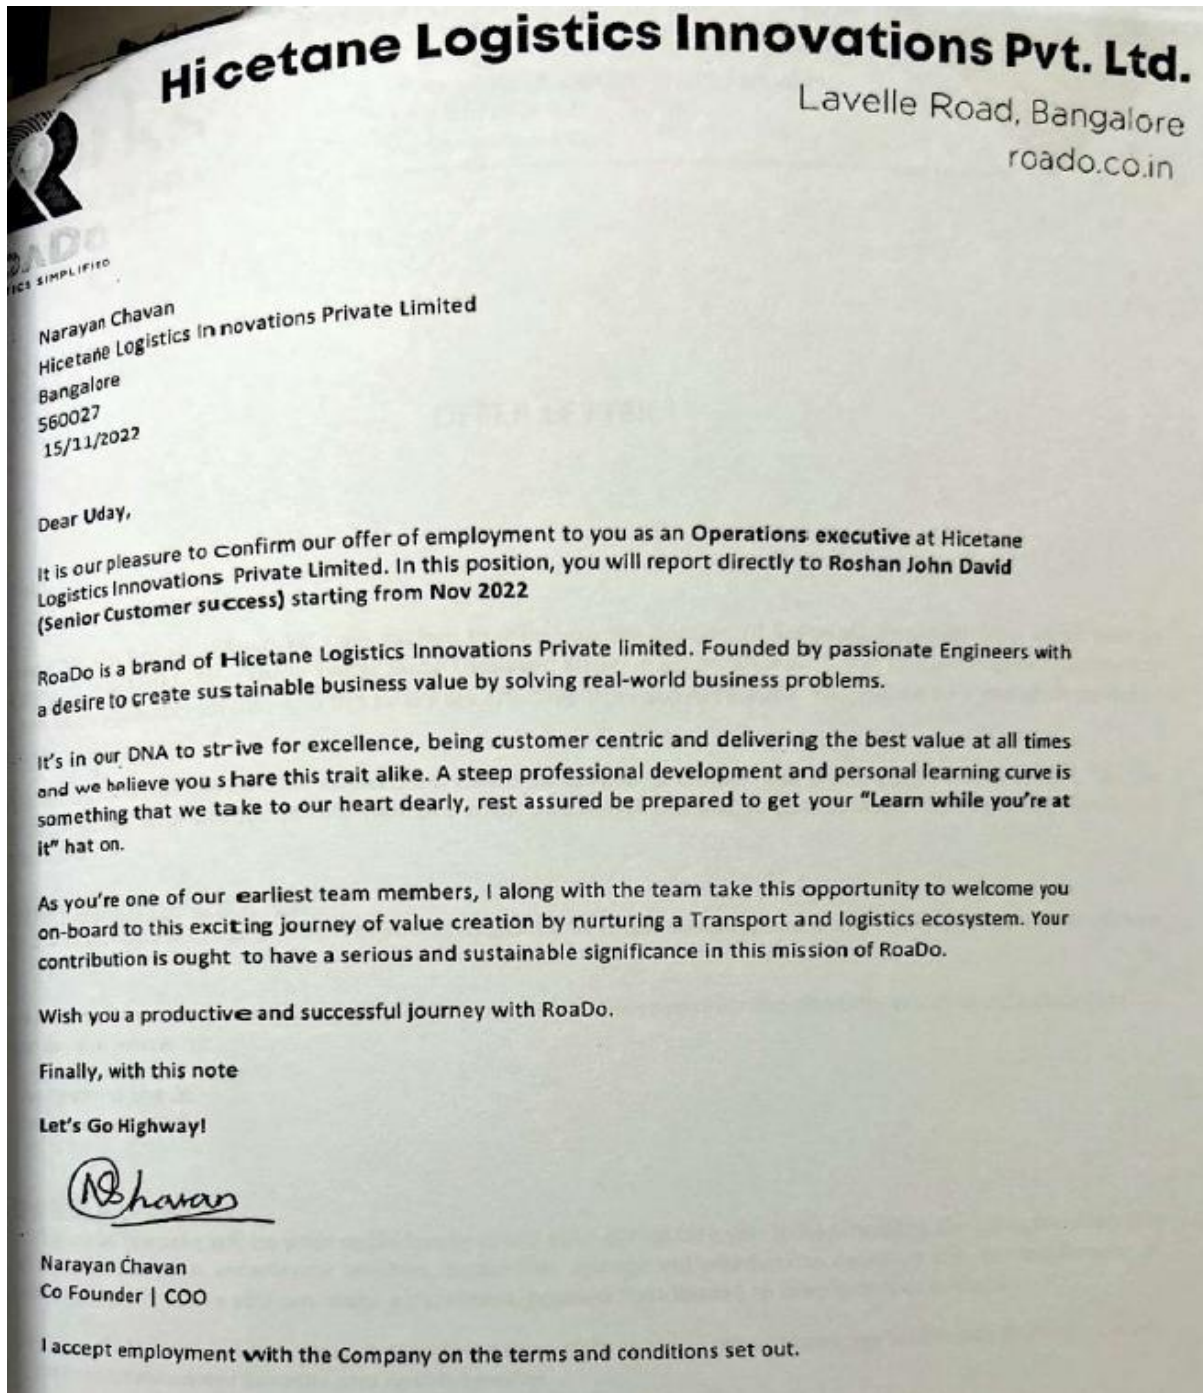 Hicetane Logistics Innovations Pvt. Ltd.
Lavelle Road, Bangalore
roado.co.in
R
OADO
TICS SIMPLIFIED
Narayan Chavan
Hicetane Logistics Innovations Private Limited
Bangalore
560027
15/11/2022
OFFER LETTER
Dear Uday,
It is our pleasure to confirm our offer of employment to you as an Operations executive at Hicetane
Logistics Innovations Private Limited. In this position, you will report directly to Roshan John David
(Senior Customer success) starting from Nov 2022
RoaDo is a brand of Hicetane Logistics Innovations Private limited. Founded by passionate Engineers with
a desire to create sustainable business value by solving real-world business problems.
It's in our DNA to strive for excellence, being customer centric and delivering the best value at all times
and we believe you share this trait alike. A steep professional development and personal learning curve is
something that we take to our heart dearly, rest assured be prepared to get your "Learn while you're at
it" hat on.
As you're one of our earliest team members, I along with the team take this opportunity to welcome you
on-board to this exciting journey of value creation by nurturing a Transport and logistics ecosystem. Your
contribution is ought to have a serious and sustainable significance in this mission of RoaDo.
Wish you a productive and successful journey with RoaDo.
Finally, with this note
Let's Go Highway!
NShavan
Narayan Chavan
Co Founder | COO
I accept employment with the Company on the terms and conditions set out.